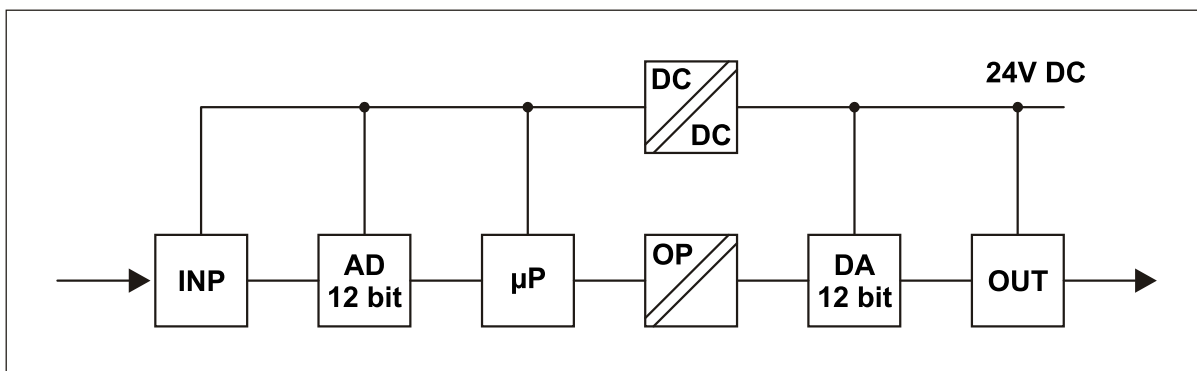 DC
DC
24V DC
INP
AD
12 bit
µP
OP
DA
12 bit
OUT